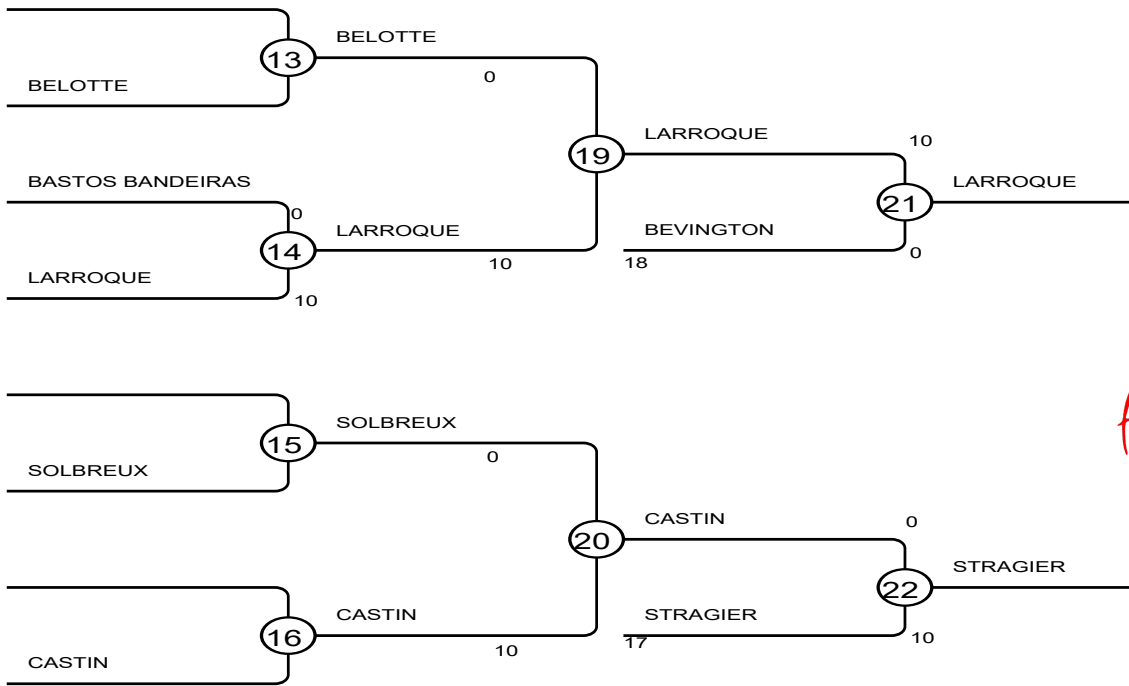 BELOTTE
13
BELOTTE
0
LARROQUE
10
19
BASTOS BANDEIRAS
LARROQUE
21
0
LARROQUE
BEVINGTON
14
10
18
0
LARROQUE
10
SOLBREUX
15
0
SOLBREUX
CASTIN
0
20
STRAGIER
22
CASTIN
STRAGIER
16
10
17
10
CASTIN